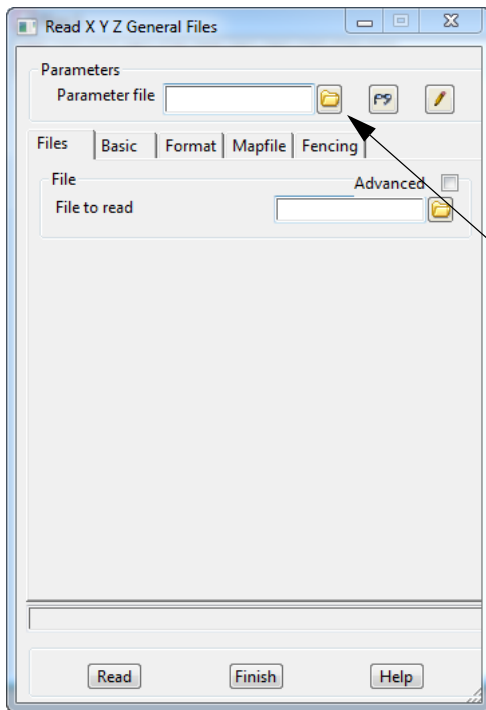 Read X Y Z General Files
Parameters
Parameter file
Files Basic Format Mapfile Fencing
File Advanced
File to read
Read Finish Help